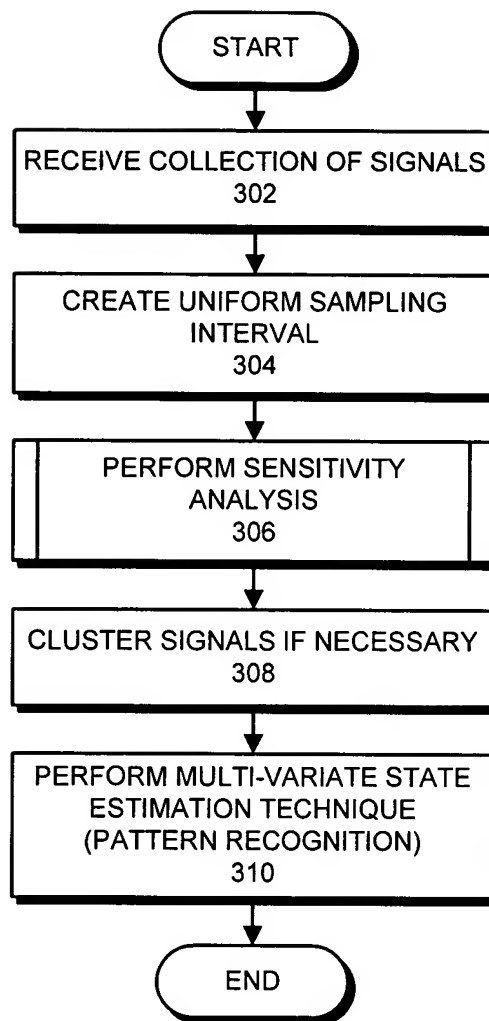 START
RECEIVE COLLECTION OF SIGNALS
302
CREATE UNIFORM SAMPLING
INTERVAL
304
PERFORM SENSITIVITY
ANALYSIS
306
CLUSTER SIGNALS IF NECESSARY
308
PERFORM MULTI-VARIATE STATE
ESTIMATION TECHNIQUE
(PATTERN RECOGNITION)
310
END